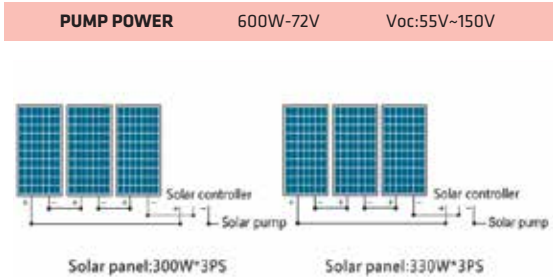 PUMP POWER 600W-72V Voc:55V~150V
+ − + − + − + − + − + −
Solar controller Solar controller
+ − + −
Solar pump Solar pump
Solar panel:300W*3PS Solar panel:330W*3PS